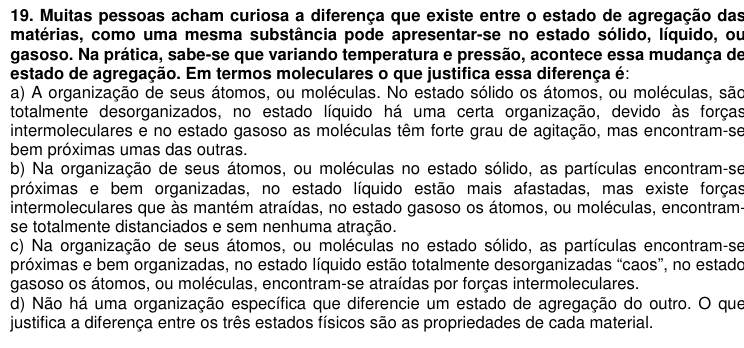 19. Muitas pessoas acham curiosa a diferença que existe entre o estado de agregação das
matérias, como uma mesma substância pode apresentar-se no estado sólido, líquido, ou
gasoso. Na prática, sabe-se que variando temperatura e pressão, acontece essa mudança de
estado de agregação. Em termos moleculares o que justifica essa diferença é:
a) A organização de seus átomos, ou moléculas. No estado sólido os átomos, ou moléculas, são
totalmente desorganizados, no estado líquido há uma certa organização, devido às forças
intermoleculares e no estado gasoso as moléculas têm forte grau de agitação, mas encontram-se
bem próximas umas das outras.
b) Na organização de seus átomos, ou moléculas no estado sólido, as partículas encontram-se
próximas e bem organizadas, no estado líquido estão mais afastadas, mas existe forças
intermoleculares que às mantém atraídas, no estado gasoso os átomos, ou moléculas, encontram-
se totalmente distanciados e sem nenhuma atração.
c) Na organização de seus átomos, ou moléculas no estado sólido, as partículas encontram-se
próximas e bem organizadas, no estado líquido estão totalmente desorganizadas “caos”, no estado
gasoso os átomos, ou moléculas, encontram-se atraídas por forças intermoleculares.
d) Não há uma organização específica que diferencie um estado de agregação do outro. O que
justifica a diferença entre os três estados físicos são as propriedades de cada material.